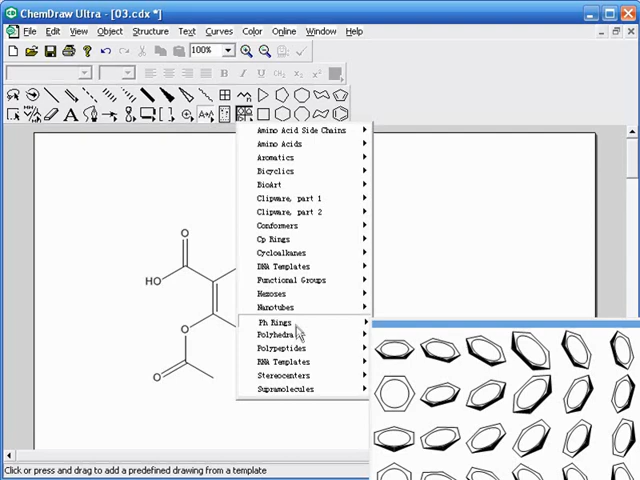 ChemDraw Ultra - [03.cdx *]
File Edit View Object Structure Text Curves Color Online Window Help
100%
B I U CH₂ X₂ X²
A
A
Amino Acid Side Chains
Amino Acids
Aromatics
Bicyclics
BioArt
Clipware, part 1
Clipware, part 2
Conformers
Cp Rings
Cycloalkanes
DNA Templates
Functional Groups
Hexoses
Nanotubes
Ph Rings
Polyhedra
Polypeptides
RNA Templates
Stereocenters
Supramolecules
O
HO
O
O
Click or press and drag to add a predefined drawing from a template